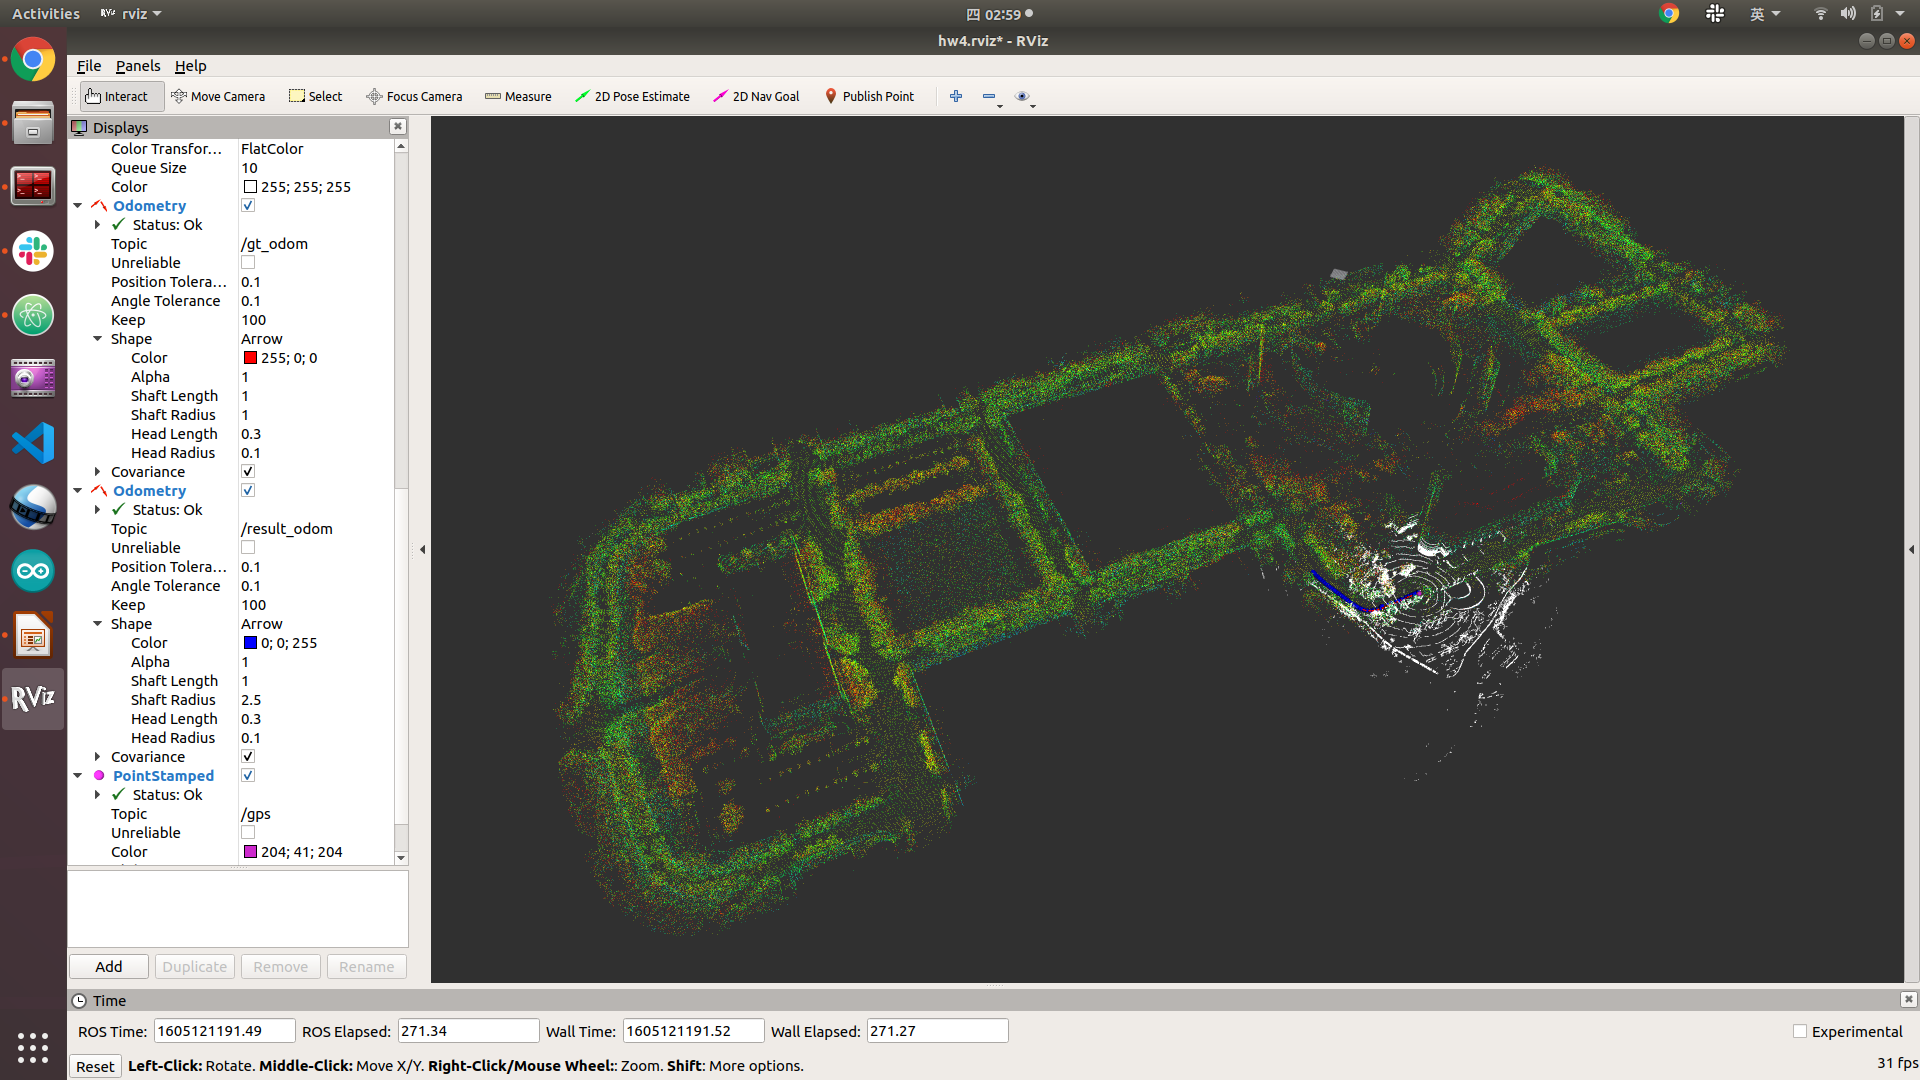 Activities
rviz
四 02:59
英
hw4.rviz* - RViz
File Panels Help
Interact Move Camera Select Focus Camera Measure 2D Pose Estimate 2D Nav Goal Publish Point
Displays
Color Transfor... FlatColor
Queue Size 10
Color 255; 255; 255
Odometry
Status: Ok
Topic /gt_odom
Unreliable
Position Tolera... 0.1
Angle Tolerance 0.1
Keep 100
Shape Arrow
Color 255; 0; 0
Alpha 1
Shaft Length 1
Shaft Radius 1
Head Length 0.3
Head Radius 0.1
Covariance
Odometry
Status: Ok
Topic /result_odom
Unreliable
Position Tolera... 0.1
Angle Tolerance 0.1
Keep 100
Shape Arrow
Color 0; 0; 255
Alpha 1
Shaft Length 1
Shaft Radius 2.5
Head Length 0.3
Head Radius 0.1
Covariance
PointStamped
Status: Ok
Topic /gps
Unreliable
Color 204; 41; 204
RViz
Add Duplicate Remove Rename
Time
ROS Time: 1605121191.49 ROS Elapsed: 271.34 Wall Time: 1605121191.52 Wall Elapsed: 271.27 Experimental
Reset Left-Click: Rotate. Middle-Click: Move X/Y. Right-Click/Mouse Wheel:: Zoom. Shift: More options. 31 fps